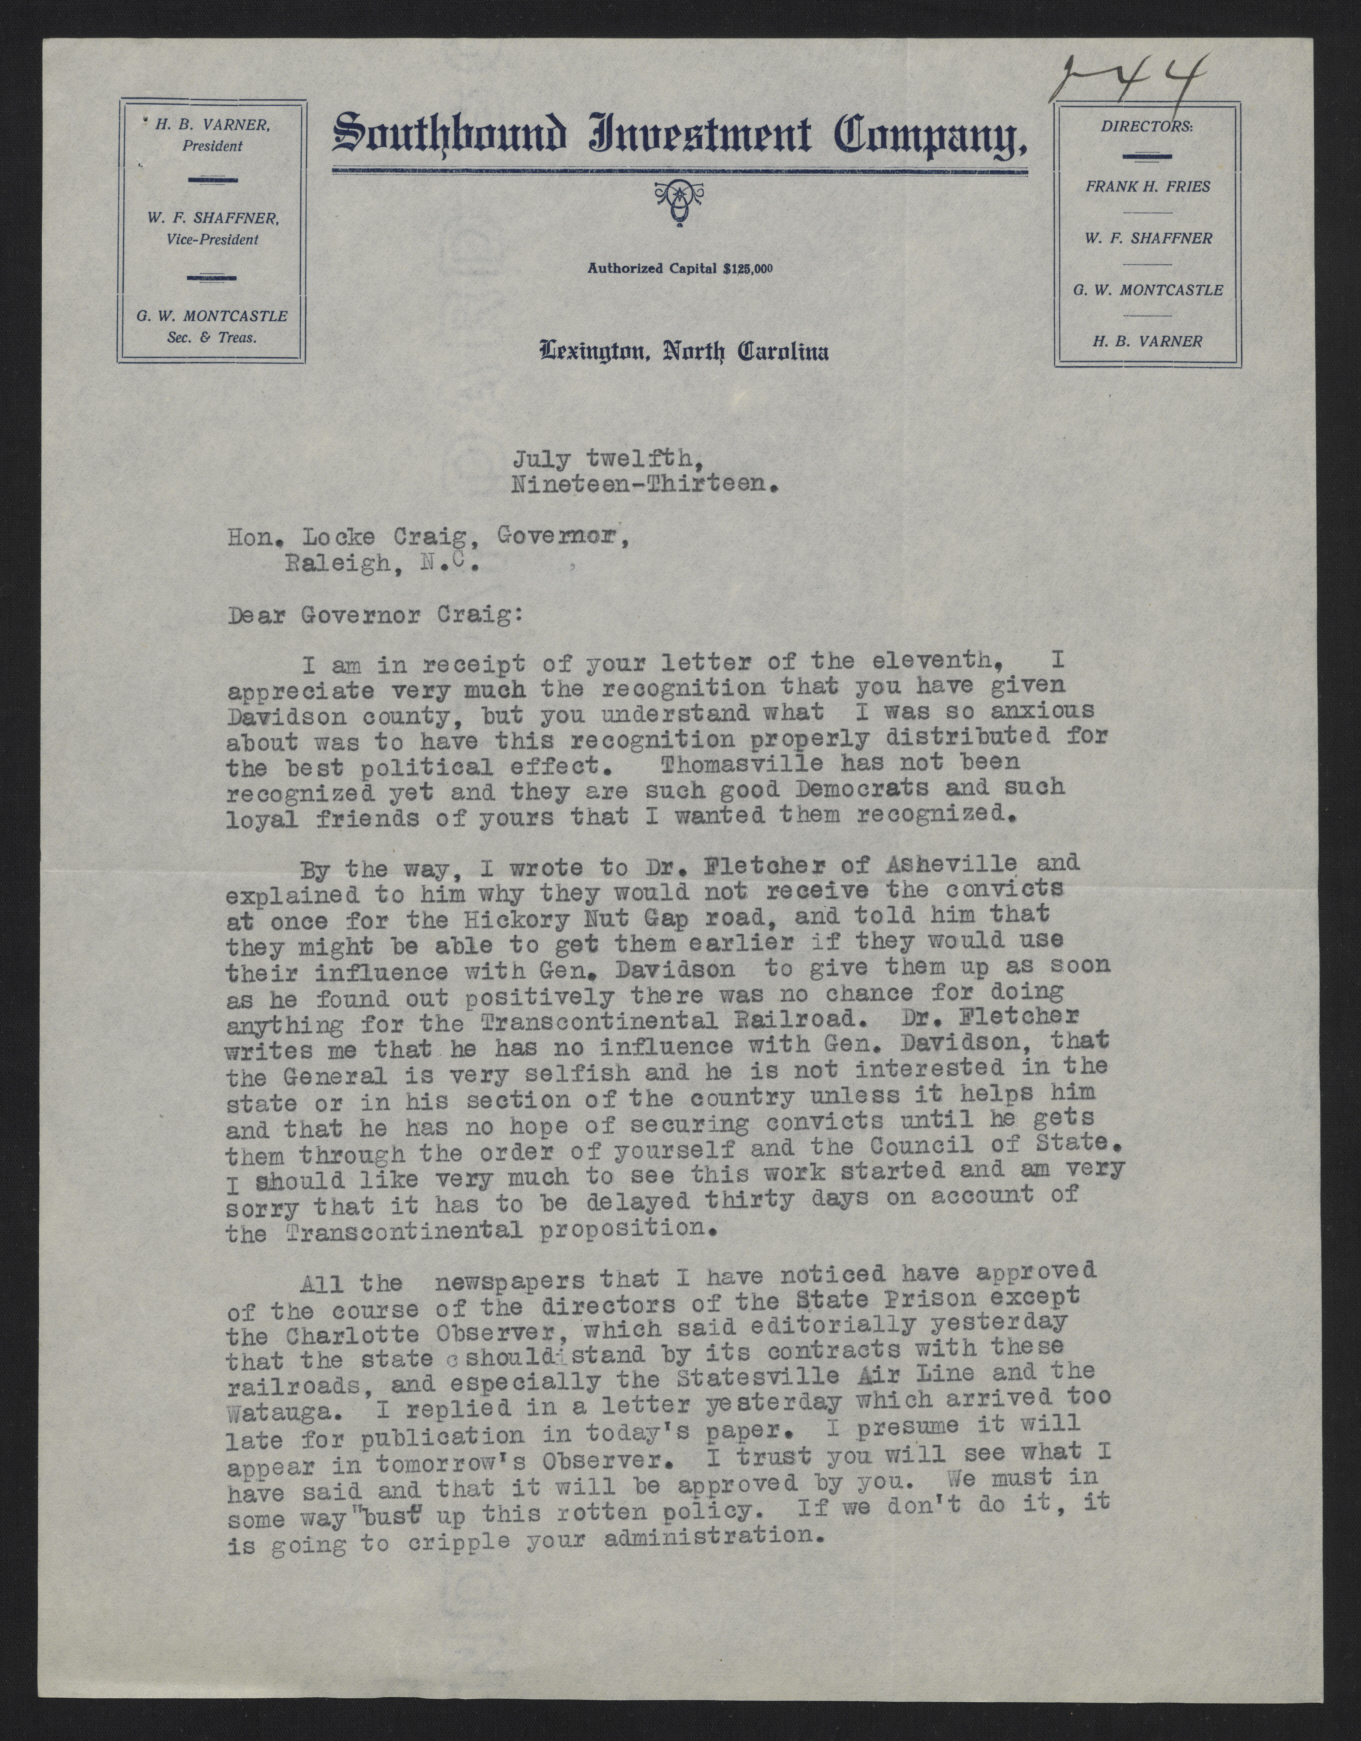 744
H. B. VARNER,
President
W. F. SHAFFNER,
Vice-President
G. W. MONTCASTLE
Sec. & Treas.
Southbound Investment Company,
Authorized Capital $125,000
Lexington, North Carolina
DIRECTORS:
FRANK H. FRIES
W. F. SHAFFNER
G. W. MONTCASTLE
H. B. VARNER
July twelfth,
Nineteen-Thirteen.
Hon. Locke Craig, Governor,
Raleigh, N.C.
Dear Governor Craig:
I am in receipt of your letter of the eleventh, I
appreciate very much the recognition that you have given
Davidson county, but you understand what I was so anxious
about was to have this recognition properly distributed for
the best political effect. Thomasville has not been
recognized yet and they are such good Democrats and such
loyal friends of yours that I wanted them recognized.
By the way, I wrote to Dr. Fletcher of Asheville and
explained to him why they would not receive the convicts
at once for the Hickory Nut Gap road, and told him that
they might be able to get them earlier if they would use
their influence with Gen. Davidson to give them up as soon
as he found out positively there was no chance for doing
anything for the Transcontinental Railroad. Dr. Fletcher
writes me that he has no influence with Gen. Davidson, that
the General is very selfish and he is not interested in the
state or in his section of the country unless it helps him
and that he has no hope of securing convicts until he gets
them through the order of yourself and the Council of State.
I should like very much to see this work started and am very
sorry that it has to be delayed thirty days on account of
the Transcontinental proposition.
All the newspapers that I have noticed have approved
of the course of the directors of the State Prison except
the Charlotte Observer, which said editorially yesterday
that the state should stand by its contracts with these
railroads, and especially the Statesville Air Line and the
Watauga. I replied in a letter yesterday which arrived too
late for publication in today's paper. I presume it will
appear in tomorrow's Observer. I trust you will see what I
have said and that it will be approved by you. We must in
some way "bust" up this rotten policy. If we don't do it, it
is going to cripple your administration.